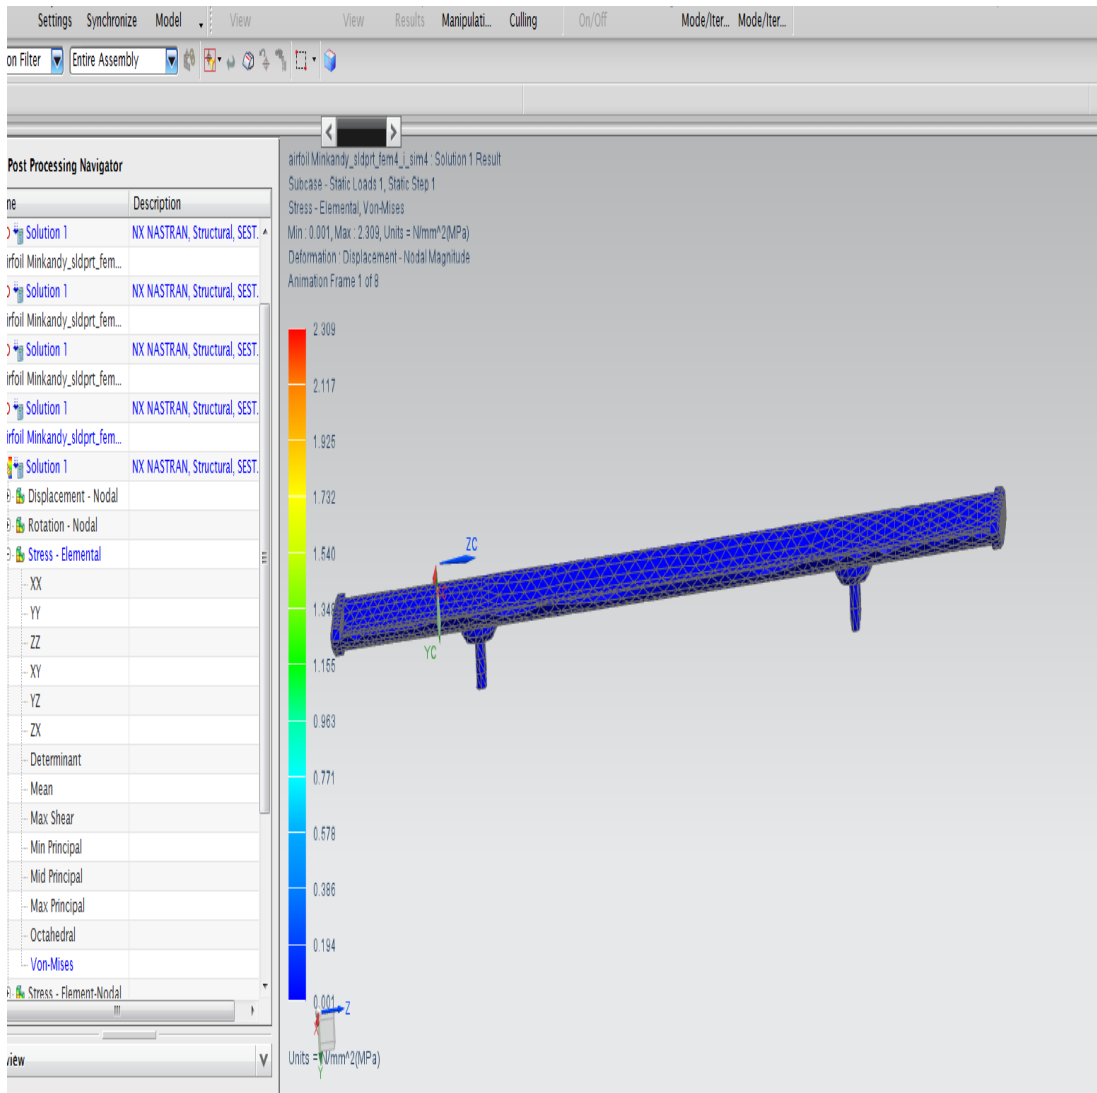 Settings Synchronize Model View View Results Manipulati... Culling On/Off Mode/Iter... Mode/Iter...
on Filter Entire Assembly
Post Processing Navigator
me Description
Solution 1 NX NASTRAN, Structural, SEST.
irfoil Minkandy_sldprt_fem...
Solution 1 NX NASTRAN, Structural, SEST.
irfoil Minkandy_sldprt_fem...
Solution 1 NX NASTRAN, Structural, SEST.
irfoil Minkandy_sldprt_fem...
Solution 1 NX NASTRAN, Structural, SEST.
irfoil Minkandy_sldprt_fem...
Solution 1 NX NASTRAN, Structural, SEST.
Displacement - Nodal
Rotation - Nodal
Stress - Elemental
XX
YY
ZZ
XY
YZ
ZX
Determinant
Mean
Max Shear
Min Principal
Mid Principal
Max Principal
Octahedral
Von-Mises
Stress - Element-Nodal
view
airfoil Minkandy_sldprt_fem4_i_sim4 : Solution 1 Result
Subcase - Static Loads 1, Static Step 1
Stress - Elemental, Von-Mises
Min : 0.001, Max : 2.309, Units = N/mm^2(MPa)
Deformation : Displacement - Nodal Magnitude
Animation Frame 1 of 8
2.309
2.117
1.925
1.732
1.540
1.348
1.155
0.963
0.771
0.578
0.386
0.194
0.001
ZC
YC
Z
X
Y
Units = N/mm^2(MPa)